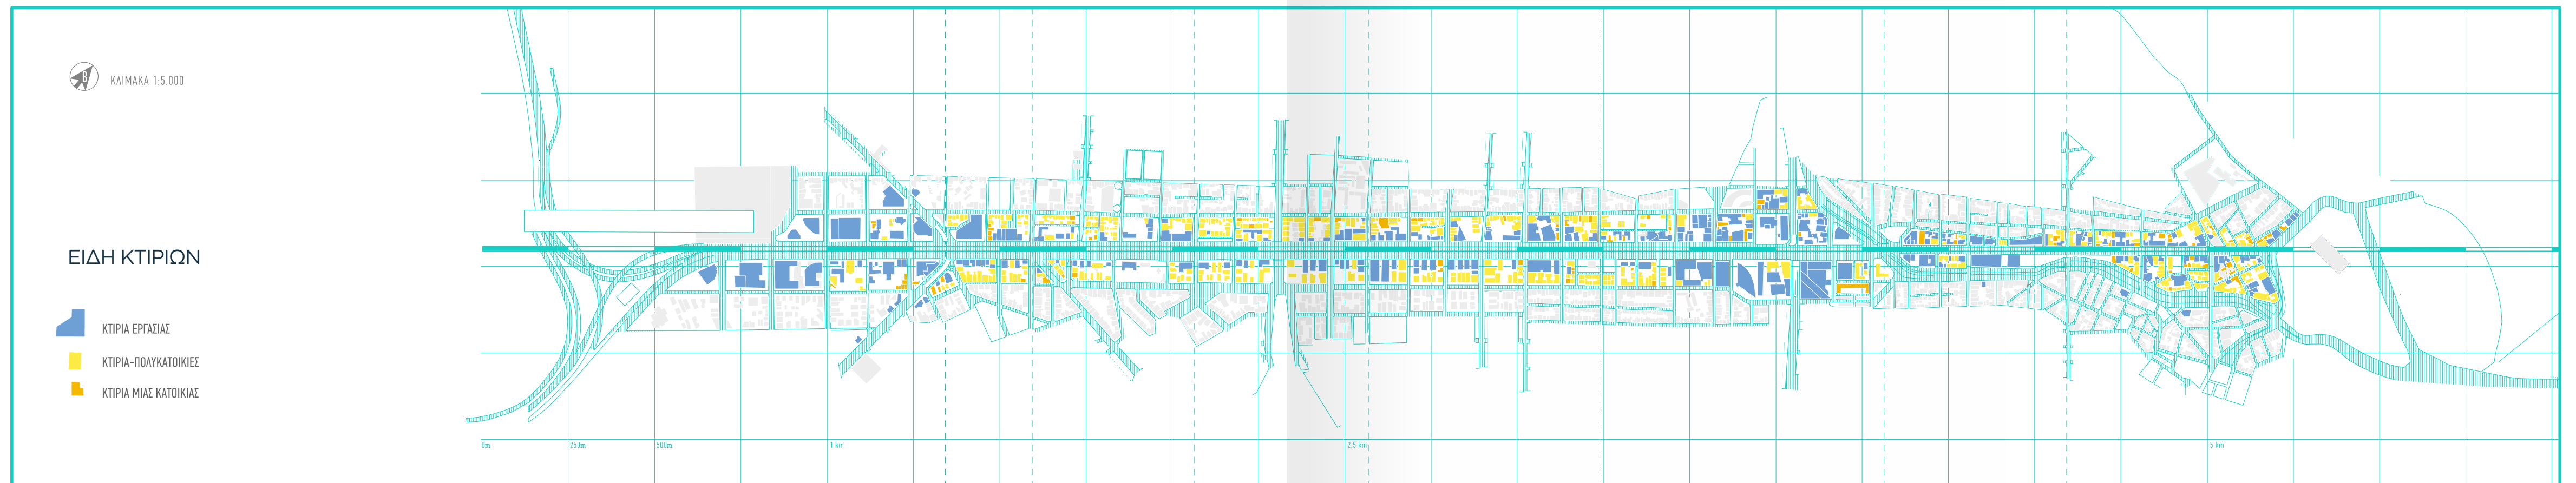 Β
ΚΛΙΜΑΚΑ 1:5.000
ΕΙΔΗ ΚΤΙΡΙΩΝ
ΚΤΙΡΙΑ ΕΡΓΑΣΙΑΣ
ΚΤΙΡΙΑ-ΠΟΛΥΚΑΤΟΙΚΙΕΣ
ΚΤΙΡΙΑ ΜΙΑΣ ΚΑΤΟΙΚΙΑΣ
0m 250m 500m 1 km 2,5 km 5 km